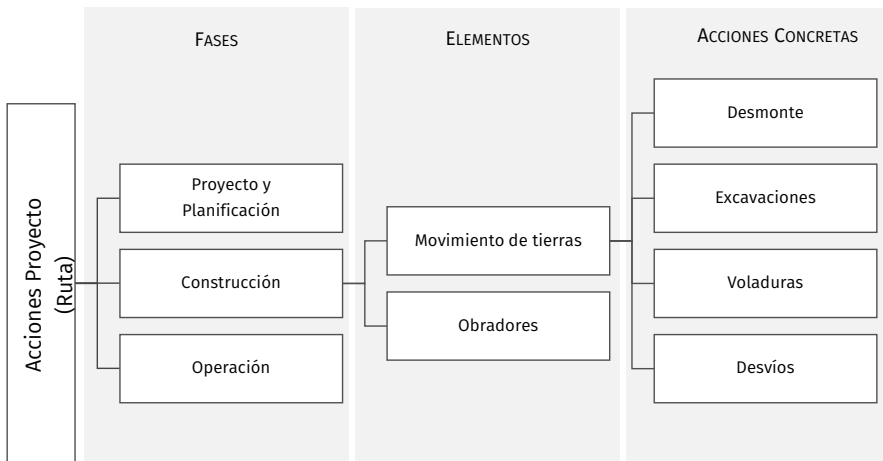 FASES
ELEMENTOS
ACCIONES CONCRETAS
Acciones Proyecto
(Ruta)
Proyecto y
Planificación
Construcción
Operación
Movimiento de tierras
Obradores
Desmonte
Excavaciones
Voladuras
Desvíos